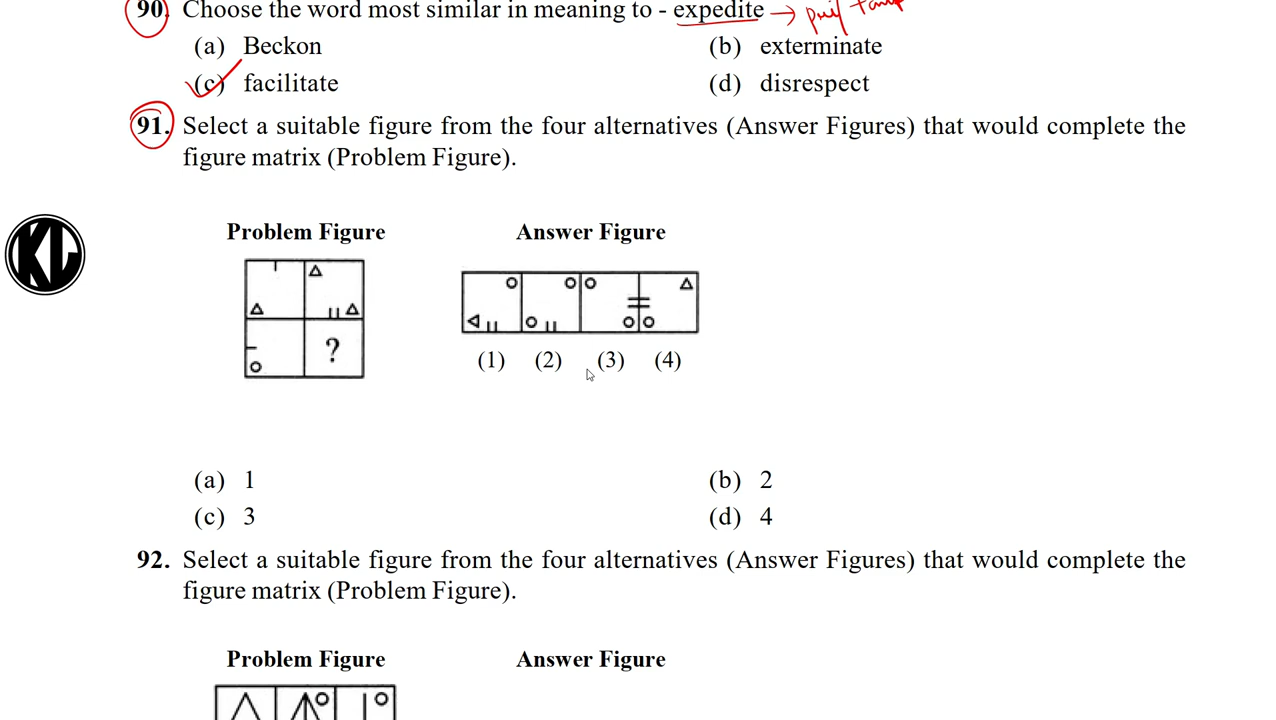 90. Choose the word most similar in meaning to - expedite →
(a) Beckon (b) exterminate
(c) facilitate (d) disrespect
91. Select a suitable figure from the four alternatives (Answer Figures) that would complete the
figure matrix (Problem Figure).
KL
Problem Figure Answer Figure
?
(1) (2) (3) (4)
(a) 1 (b) 2
(c) 3 (d) 4
92. Select a suitable figure from the four alternatives (Answer Figures) that would complete the
figure matrix (Problem Figure).
Problem Figure Answer Figure